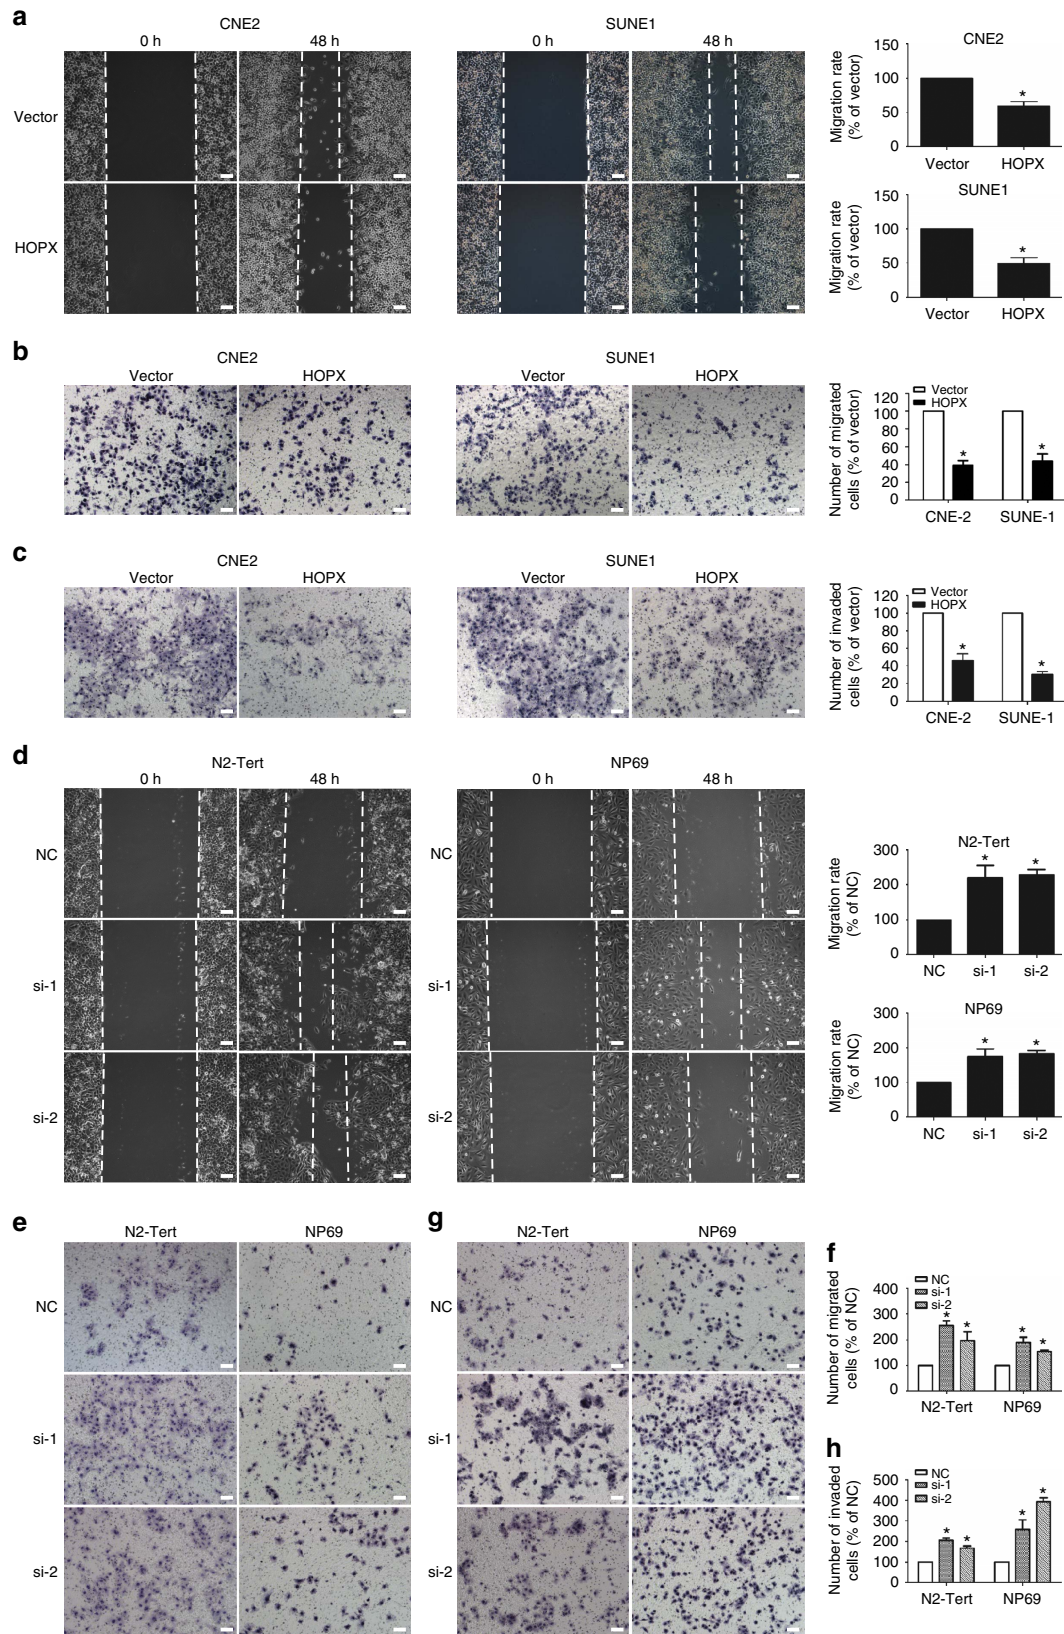 a
CNE2
0 h
48 h
SUNE1
0 h
48 h
Vector
HOPX
CNE2
Migration rate
(% of vector)
150
100
50
0
Vector
HOPX
*
SUNE1
Migration rate
(% of vector)
150
100
50
0
Vector
HOPX
*
b
CNE2
Vector
HOPX
SUNE1
Vector
HOPX
Number of migrated
cells (% of vector)
Vector
HOPX
120
100
80
60
40
20
0
*
*
CNE-2
SUNE-1
c
CNE2
Vector
HOPX
SUNE1
Vector
HOPX
Number of invaded
cells (% of vector)
Vector
HOPX
120
100
80
60
40
20
0
*
*
CNE-2
SUNE-1
d
N2-Tert
0 h
48 h
NP69
0 h
48 h
NC
NC
si-1
si-1
si-2
si-2
N2-Tert
Migration rate
(% of NC)
300
200
100
0
*
*
NC
si-1
si-2
NP69
Migration rate
(% of NC)
300
200
100
0
*
*
NC
si-1
si-2
e
N2-Tert
NP69
NC
si-1
si-2
g
N2-Tert
NP69
NC
si-1
si-2
f
Number of migrated
cells (% of NC)
NC
si-1
si-2
400
300
200
100
0
*
*
*
*
N2-Tert
NP69
h
Number of invaded
cells (% of NC)
NC
si-1
si-2
500
400
300
200
100
0
*
*
*
*
N2-Tert
NP69